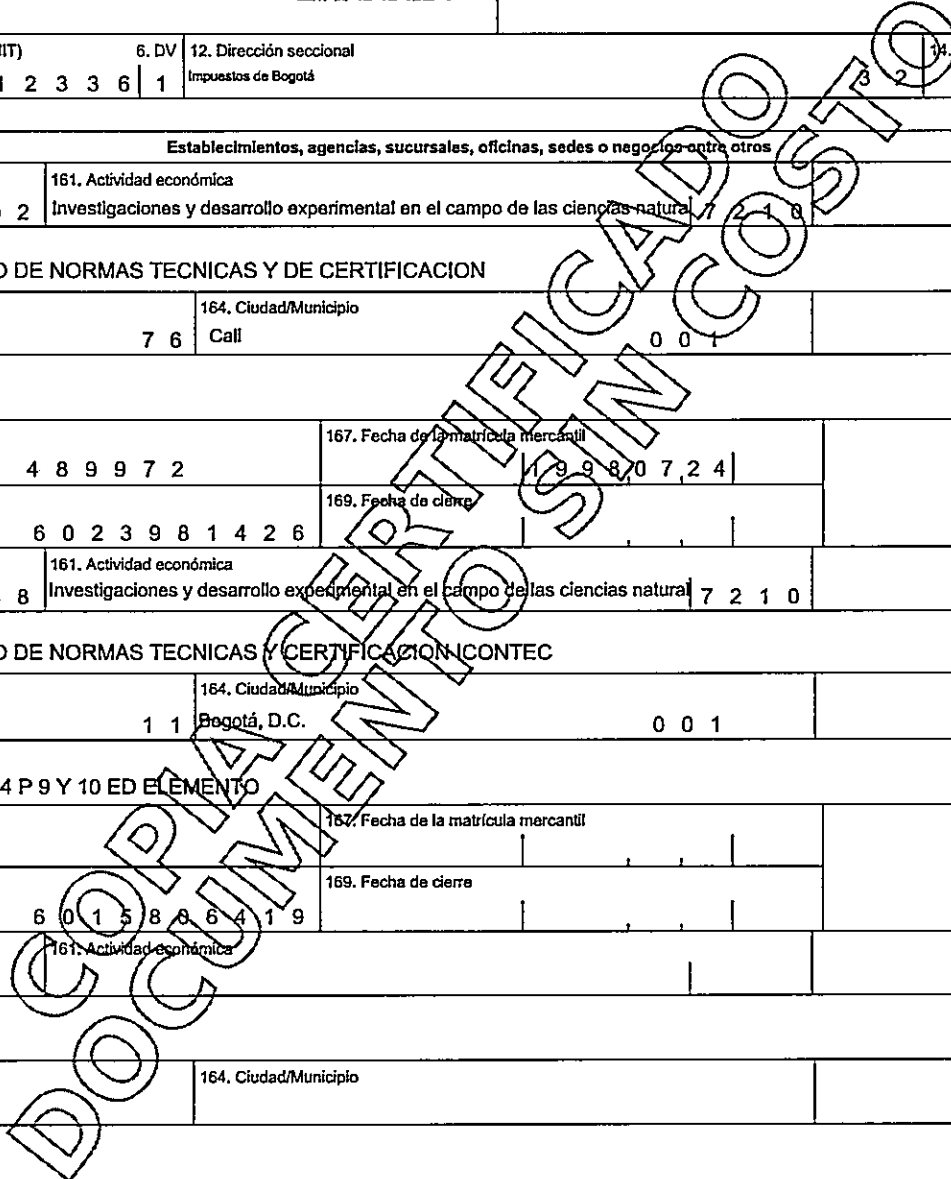 IIT) 6. DV 12. Dirección seccional 14.
1 2 3 3 6 1 Impuestos de Bogotá 3 2
Establecimientos, agencias, sucursales, oficinas, sedes o negocios entre otros
161. Actividad económica
2 Investigaciones y desarrollo experimental en el campo de las ciencias natural 7 2 1 0
O DE NORMAS TECNICAS Y DE CERTIFICACION
164. Ciudad/Municipio
7 6 Cali 0 0 1
167. Fecha de la matrícula mercantil
4 8 9 9 7 2 1 9 9 8 0 7 2 4
169. Fecha de cierre
6 0 2 3 9 8 1 4 2 6
161. Actividad económica
8 Investigaciones y desarrollo experimental en el campo de las ciencias natural 7 2 1 0
O DE NORMAS TECNICAS Y CERTIFICACION ICONTEC
164. Ciudad/Municipio
1 1 Bogotá, D.C. 0 0 1
4 P 9 Y 10 ED ELEMENTO
167. Fecha de la matrícula mercantil
169. Fecha de cierre
6 0 1 5 8 0 6 4 1 9
161. Actividad económica
164. Ciudad/Municipio
COPIA CERTIFICADO
DOCUMENTO SIN COSTO